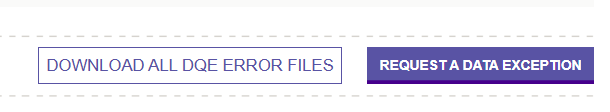 DOWNLOAD ALL DQE ERROR FILES
REQUEST A DATA EXCEPTION